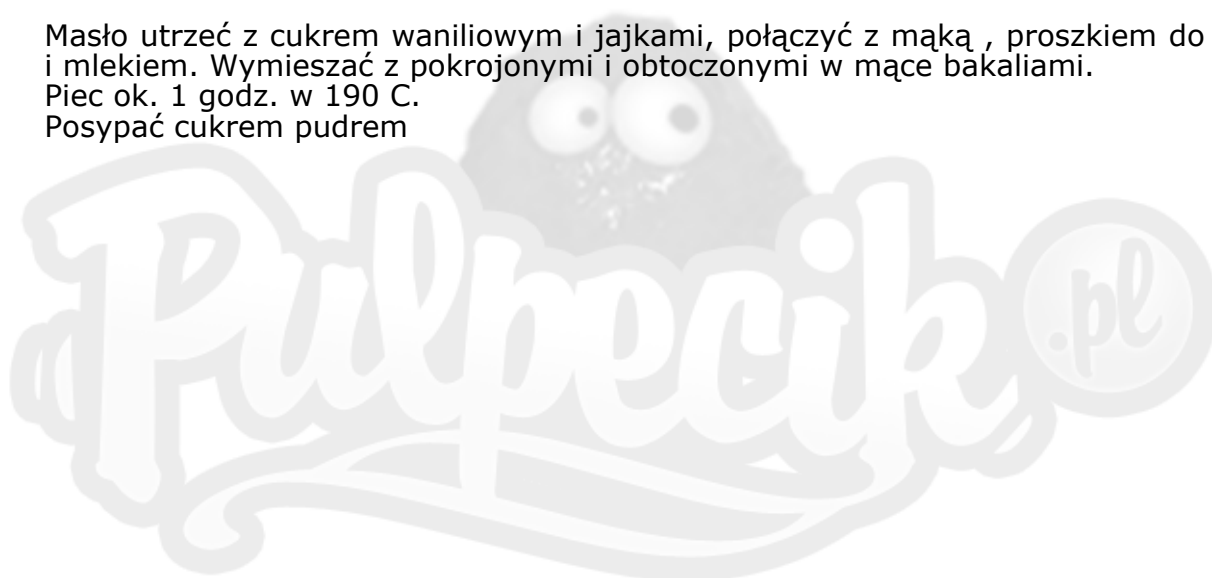 Masło utrzeć z cukrem waniliowym i jajkami, połączyć z mąką , proszkiem do
i mlekiem. Wymieszać z pokrojonymi i obtoczonymi w mące bakaliami.
Piec ok. 1 godz. w 190 C.
Posypać cukrem pudrem
Pulpecik.pl